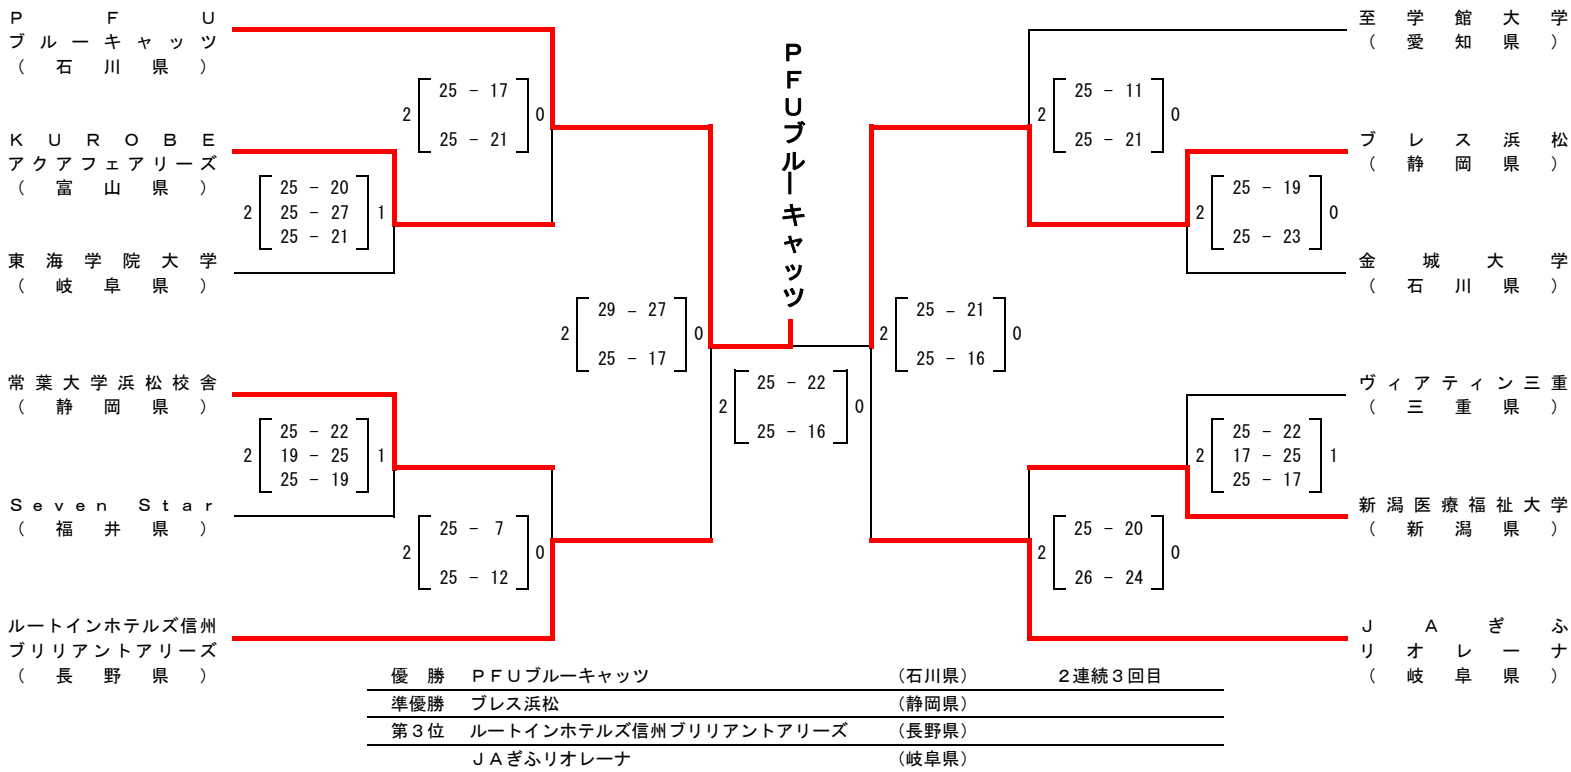 ＰＦＵ
ブルーキャッツ
（石川県）
2
25 － 17
25 － 21
0
ＫＵＲＯＢＥ
アクアフェアリーズ
（富山県）
2
25 － 20
25 － 27
25 － 21
1
東海学院大学
（岐阜県）
2
29 － 27
25 － 17
0
常葉大学浜松校舎
（静岡県）
2
25 － 22
19 － 25
25 － 19
1
Ｓｅｖｅｎ　Ｓｔａｒ
（福井県）
2
25 － 7
25 － 12
0
ルートインホテルズ信州
ブリリアントアリーズ
（長野県）
ＰＦＵブルーキャッツ
2
25 － 22
25 － 16
0
至学館大学
（愛知県）
2
25 － 11
25 － 21
0
ブレス浜松
（静岡県）
2
25 － 19
25 － 23
0
金城大学
（石川県）
2
25 － 21
25 － 16
0
ヴィアティン三重
（三重県）
2
25 － 22
17 － 25
25 － 17
1
新潟医療福祉大学
（新潟県）
2
25 － 20
26 － 24
0
ＪＡぎふ
リオレーナ
（岐阜県）
優　勝　ＰＦＵブルーキャッツ　（石川県）　２連続３回目
準優勝　ブレス浜松　（静岡県）
第３位　ルートインホテルズ信州ブリリアントアリーズ　（長野県）
ＪＡぎふリオレーナ　（岐阜県）